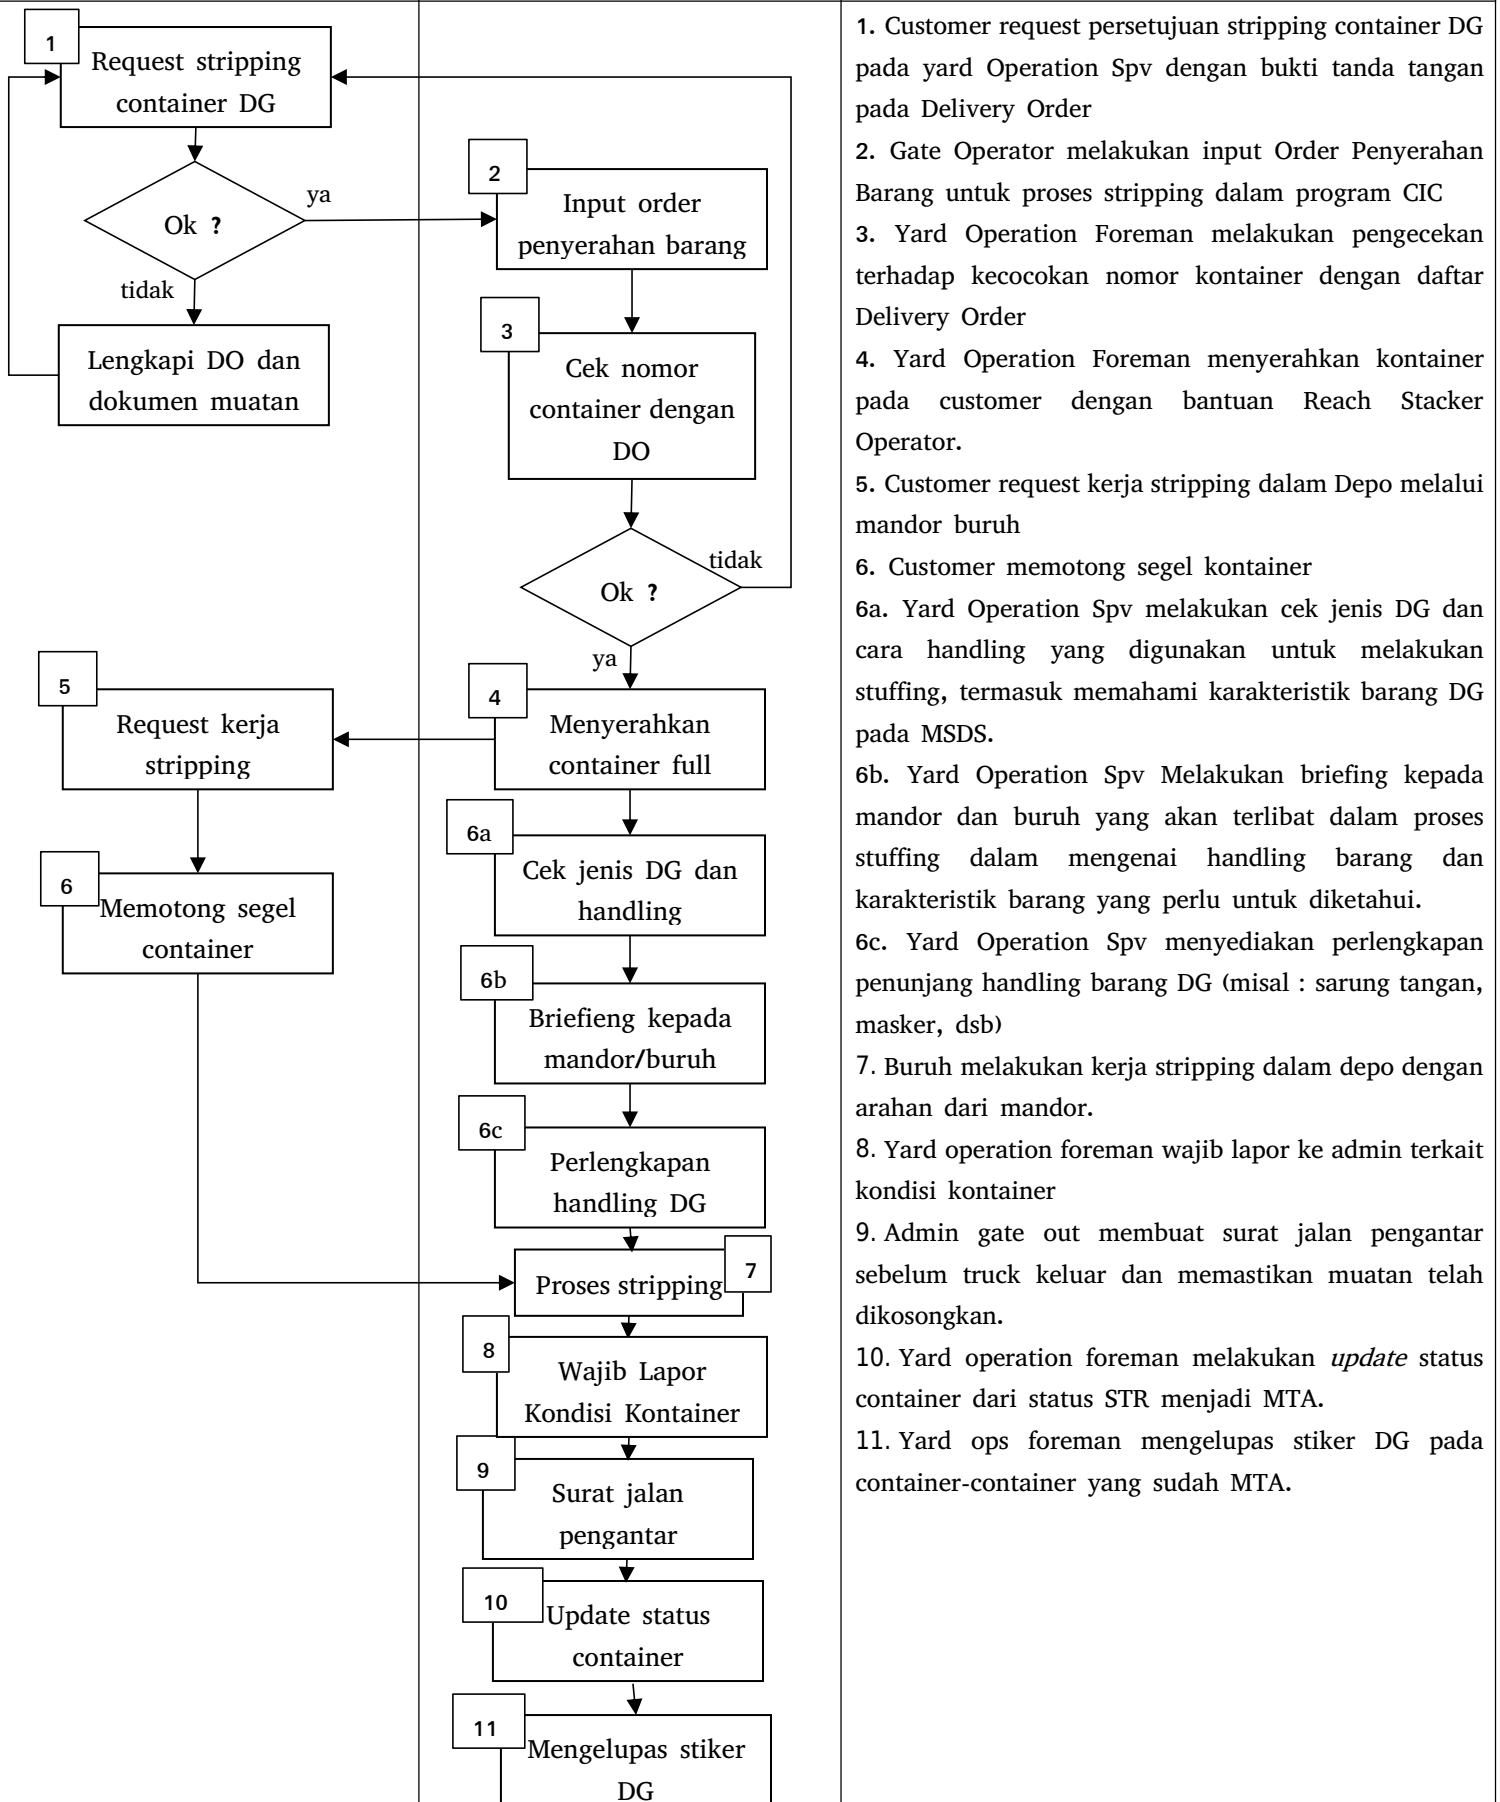 1
Request stripping
container DG
Ok ?
ya
tidak
Lengkapi DO dan
dokumen muatan
2
Input order
penyerahan barang
3
Cek nomor
container dengan
DO
Ok ?
tidak
ya
5
Request kerja
stripping
4
Menyerahkan
container full
6
Memotong segel
container
6a
Cek jenis DG dan
handling
6b
Briefieng kepada
mandor/buruh
6c
Perlengkapan
handling DG
7
Proses stripping
8
Wajib Lapor
Kondisi Kontainer
9
Surat jalan
pengantar
10
Update status
container
11
Mengelupas stiker
DG
1. Customer request persetujuan stripping container DG
pada yard Operation Spv dengan bukti tanda tangan
pada Delivery Order
2. Gate Operator melakukan input Order Penyerahan
Barang untuk proses stripping dalam program CIC
3. Yard Operation Foreman melakukan pengecekan
terhadap kecocokan nomor kontainer dengan daftar
Delivery Order
4. Yard Operation Foreman menyerahkan kontainer
pada customer dengan bantuan Reach Stacker
Operator.
5. Customer request kerja stripping dalam Depo melalui
mandor buruh
6. Customer memotong segel kontainer
6a. Yard Operation Spv melakukan cek jenis DG dan
cara handling yang digunakan untuk melakukan
stuffing, termasuk memahami karakteristik barang DG
pada MSDS.
6b. Yard Operation Spv Melakukan briefing kepada
mandor dan buruh yang akan terlibat dalam proses
stuffing dalam mengenai handling barang dan
karakteristik barang yang perlu untuk diketahui.
6c. Yard Operation Spv menyediakan perlengkapan
penunjang handling barang DG (misal : sarung tangan,
masker, dsb)
7. Buruh melakukan kerja stripping dalam depo dengan
arahan dari mandor.
8. Yard operation foreman wajib lapor ke admin terkait
kondisi kontainer
9. Admin gate out membuat surat jalan pengantar
sebelum truck keluar dan memastikan muatan telah
dikosongkan.
10. Yard operation foreman melakukan update status
container dari status STR menjadi MTA.
11. Yard ops foreman mengelupas stiker DG pada
container-container yang sudah MTA.